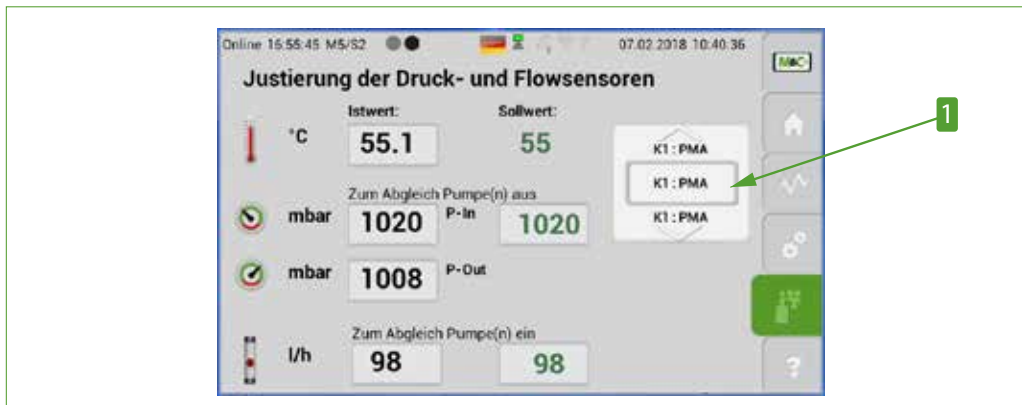 Online 16:55:45 M5/S2 07.02.2018 10:40:36
M&C
Justierung der Druck- und Flowsensoren
Istwert: Sollwert:
°C 55.1 55
K1 : PMA
K1 : PMA
K1 : PMA
Zum Abgleich Pumpe(n) aus
mbar 1020 P-In 1020
mbar 1008 P-Out
Zum Abgleich Pumpe(n) ein
l/h 98 98
?
1